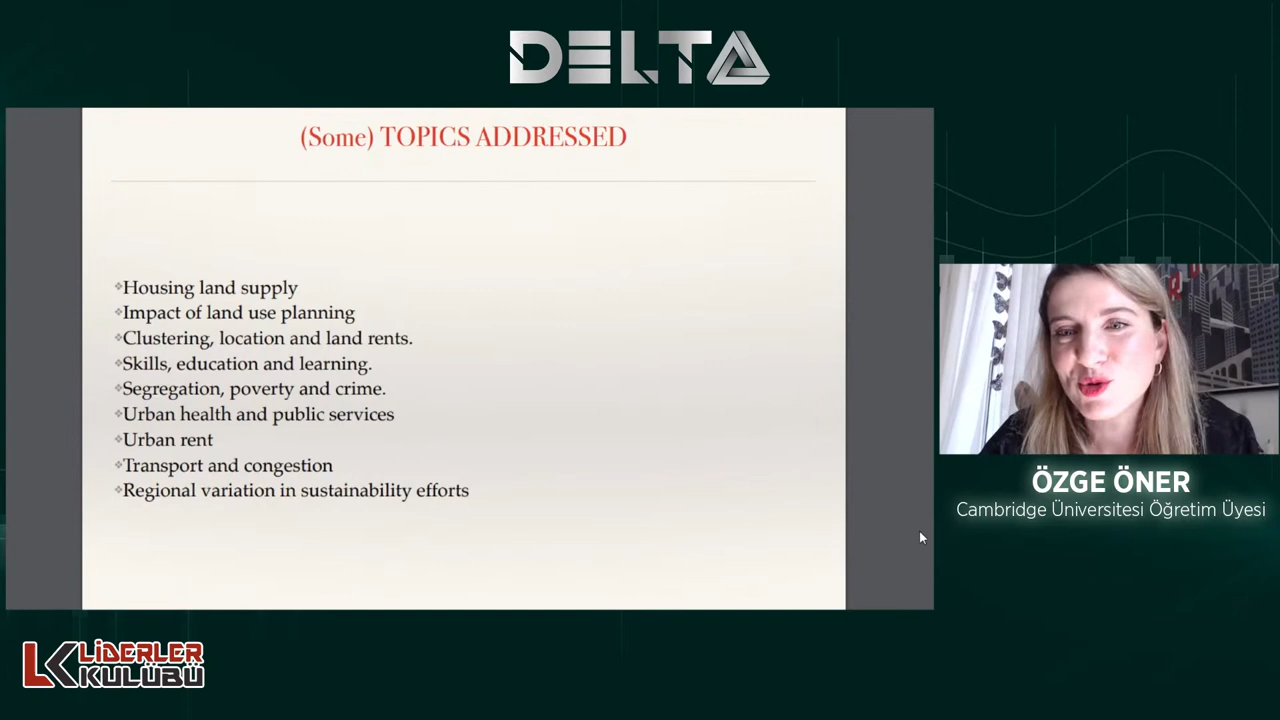 DELTA
(Some) TOPICS ADDRESSED
Housing land supply
Impact of land use planning
Clustering, location and land rents.
Skills, education and learning.
Segregation, poverty and crime.
Urban health and public services
Urban rent
Transport and congestion
Regional variation in sustainability efforts
ÖZGE ÖNER
Cambridge Üniversitesi Öğretim Üyesi
LK LİDERLER
KULÜBÜ